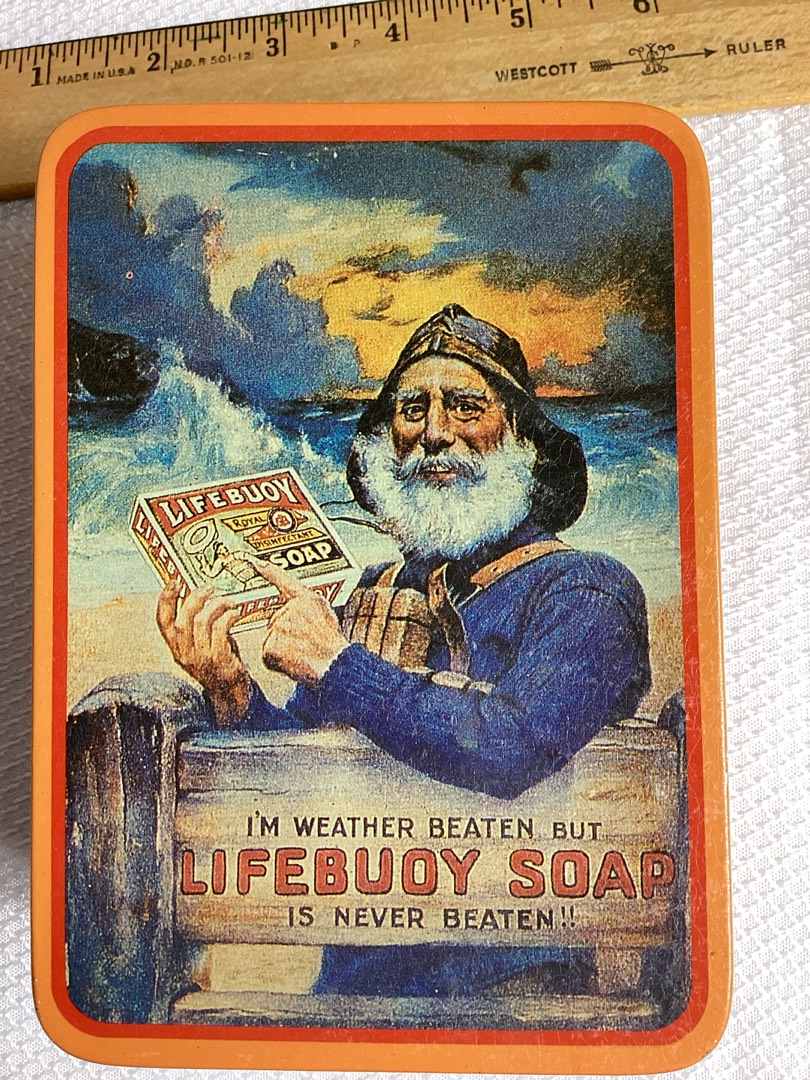 1 2 3 4 5 6
MADE IN U.S.A. NO. R 501-12 B P WESTCOTT RULER
LIFEBUOY
ROYAL
DISINFECTANT
SOAP
I'M WEATHER BEATEN BUT
LIFEBUOY SOAP
IS NEVER BEATEN!!